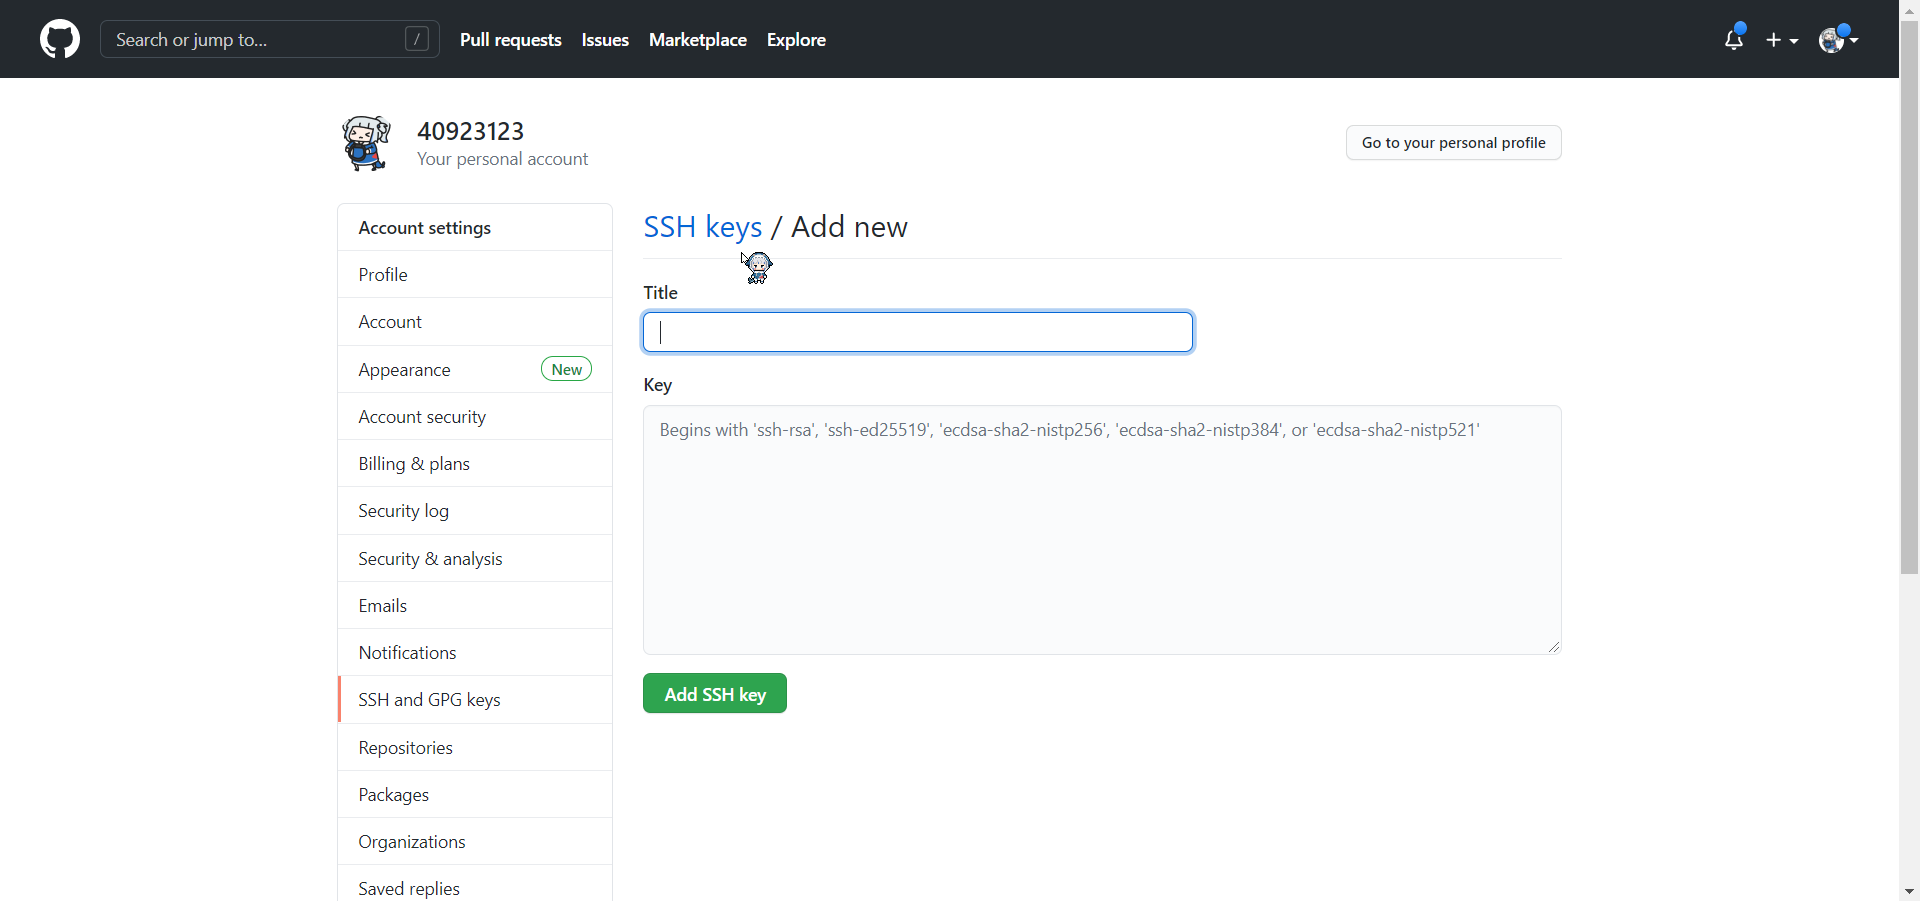 Search or jump to... /
Pull requests Issues Marketplace Explore
40923123
Your personal account
Go to your personal profile
Account settings
Profile
Account
Appearance New
Account security
Billing & plans
Security log
Security & analysis
Emails
Notifications
SSH and GPG keys
Repositories
Packages
Organizations
Saved replies
SSH keys / Add new
Title
Key
Begins with 'ssh-rsa', 'ssh-ed25519', 'ecdsa-sha2-nistp256', 'ecdsa-sha2-nistp384', or 'ecdsa-sha2-nistp521'
Add SSH key